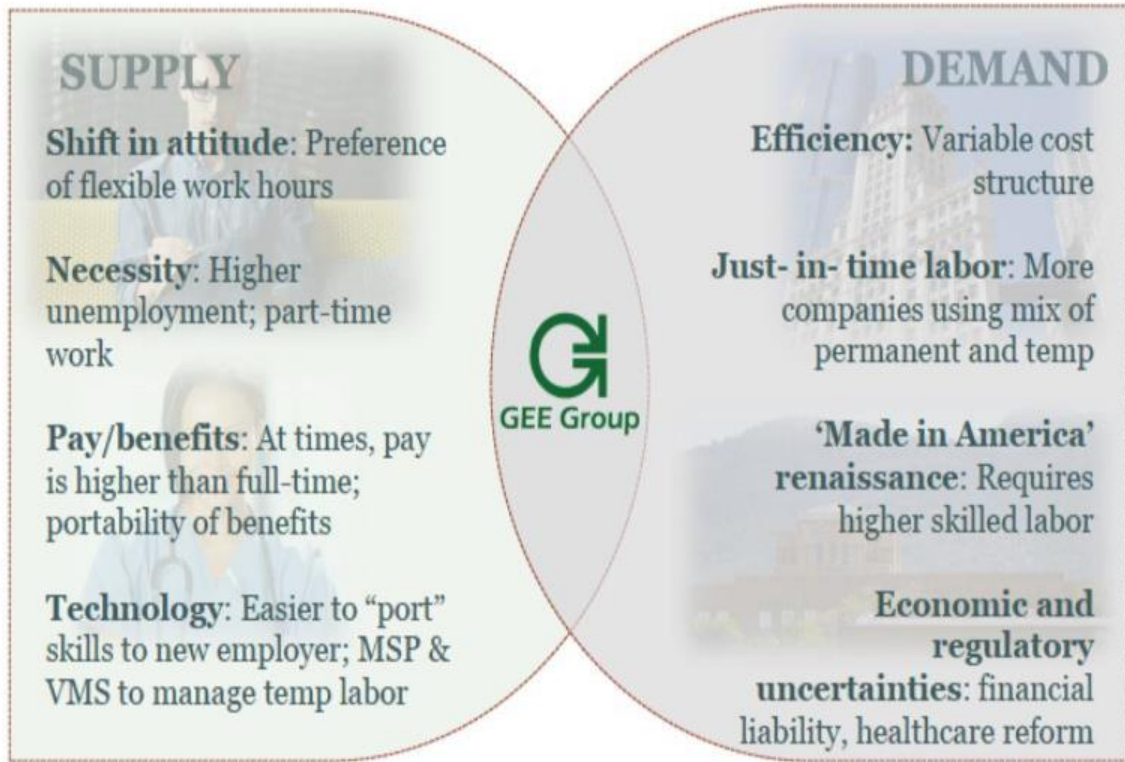 SUPPLY
Shift in attitude: Preference
of flexible work hours
Necessity: Higher
unemployment; part-time
work
Pay/benefits: At times, pay
is higher than full-time;
portability of benefits
Technology: Easier to “port”
skills to new employer; MSP &
VMS to manage temp labor
GEE Group
DEMAND
Efficiency: Variable cost
structure
Just- in- time labor: More
companies using mix of
permanent and temp
‘Made in America’
renaissance: Requires
higher skilled labor
Economic and
regulatory
uncertainties: financial
liability, healthcare reform